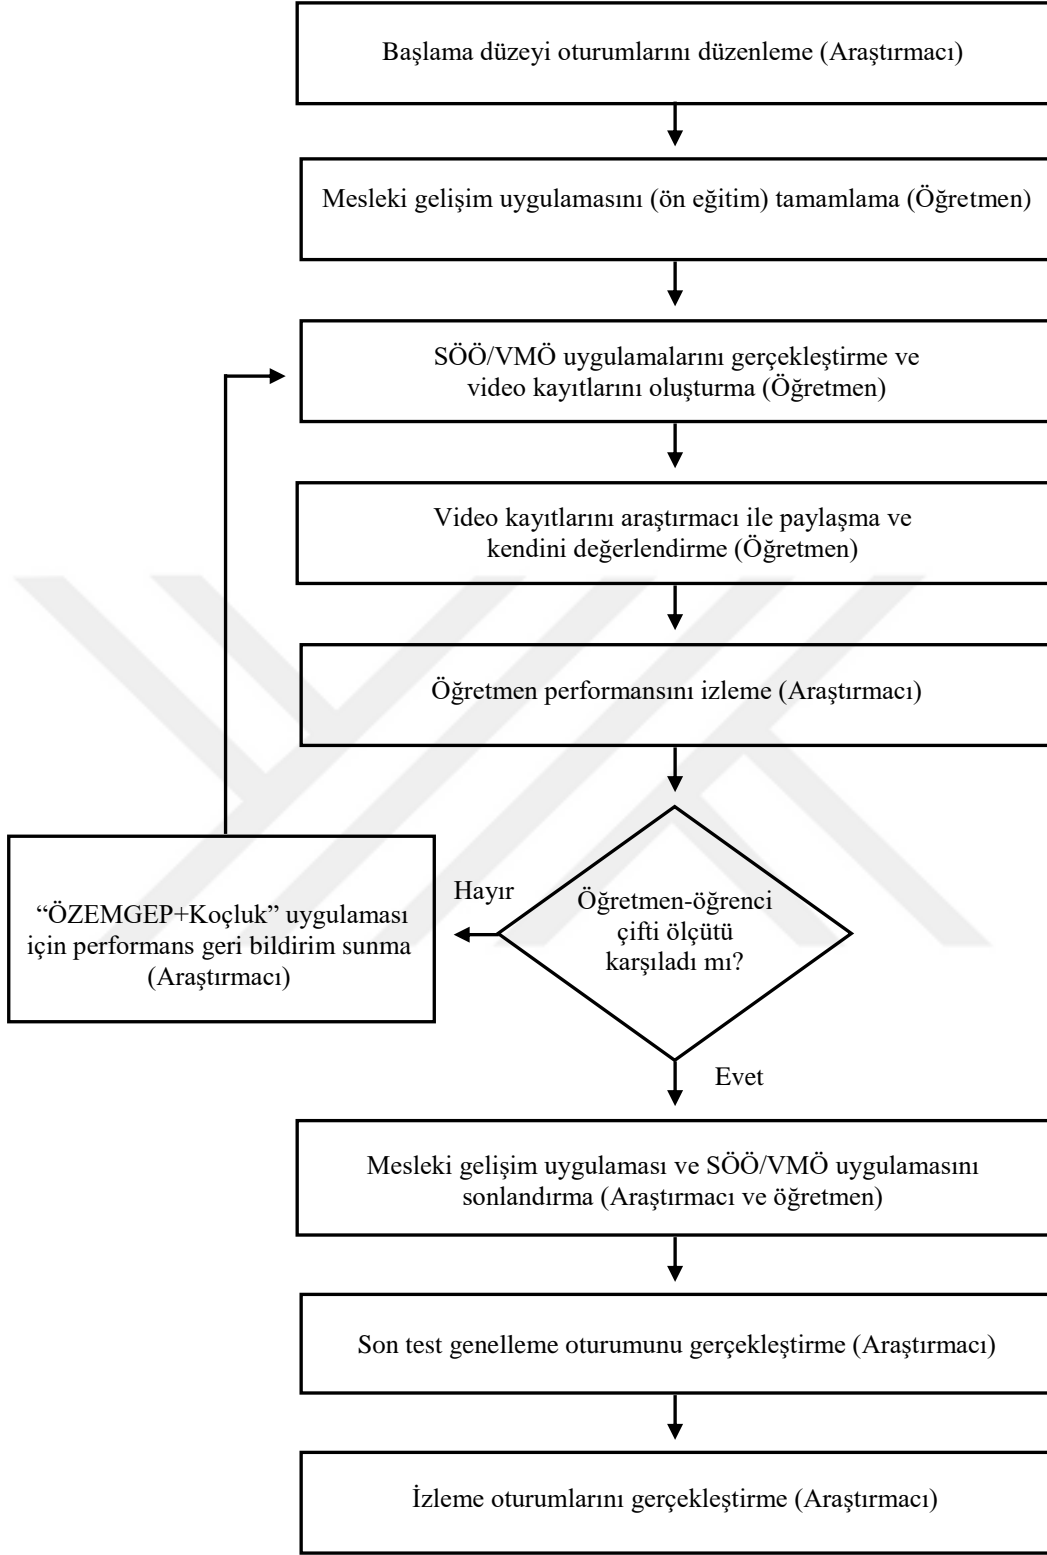 Başlama düzeyi oturumlarını düzenleme (Araştırmacı)
Mesleki gelişim uygulamasını (ön eğitim) tamamlama (Öğretmen)
SÖÖ/VMÖ uygulamalarını gerçekleştirme ve
video kayıtlarını oluşturma (Öğretmen)
Video kayıtlarını araştırmacı ile paylaşma ve
kendini değerlendirme (Öğretmen)
Öğretmen performansını izleme (Araştırmacı)
Öğretmen-öğrenci
çifti ölçütü
karşıladı mı?
Hayır
“ÖZEMGEP+Koçluk” uygulaması
için performans geri bildirim sunma
(Araştırmacı)
Evet
Mesleki gelişim uygulaması ve SÖÖ/VMÖ uygulamasını
sonlandırma (Araştırmacı ve öğretmen)
Son test genelleme oturumunu gerçekleştirme (Araştırmacı)
İzleme oturumlarını gerçekleştirme (Araştırmacı)